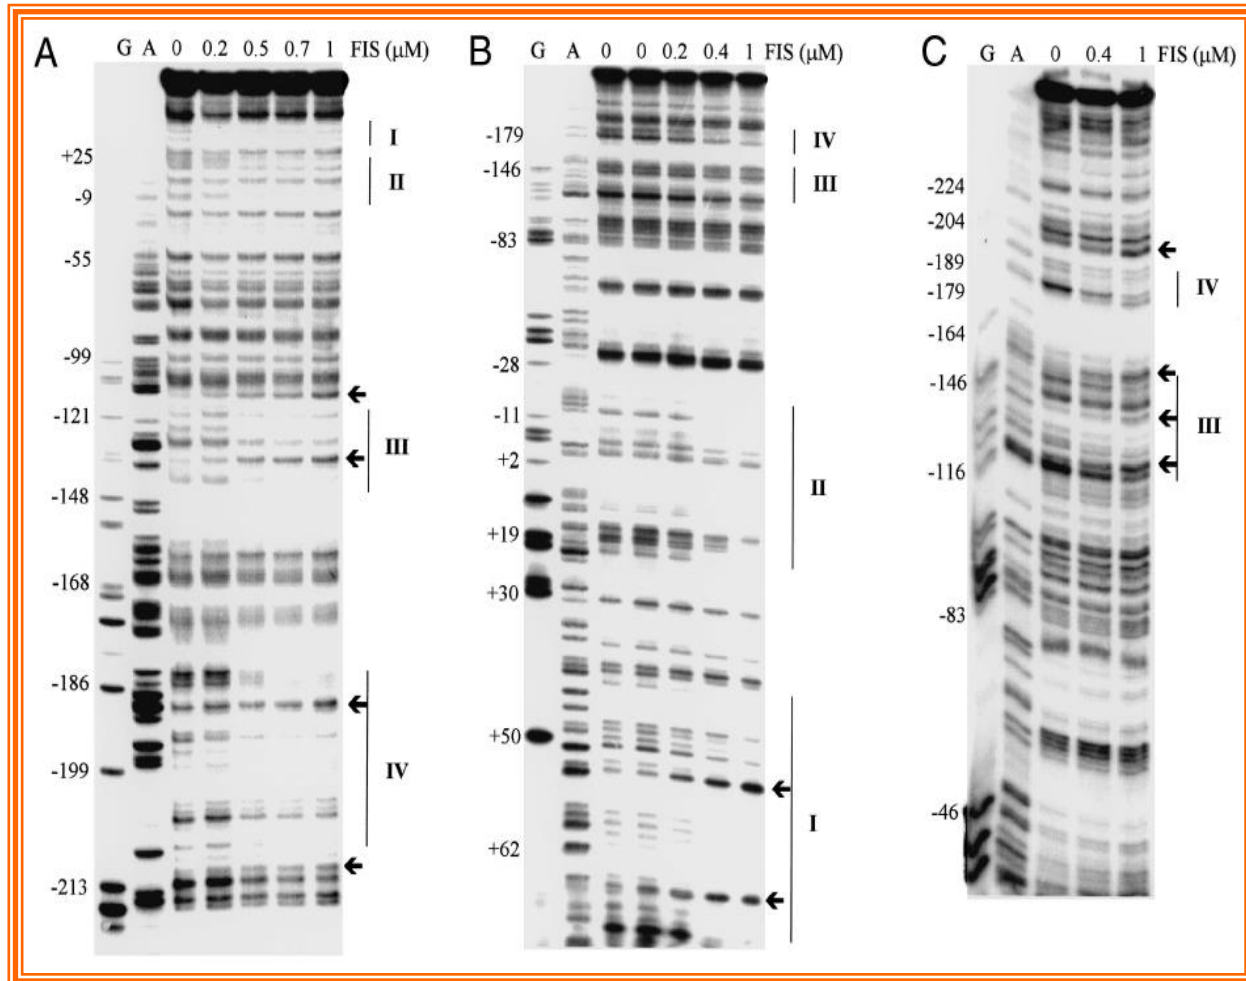 A
G A 0 0.2 0.5 0.7 1 FIS (μM)
+25
-9
-55
-99
-121
-148
-168
-186
-199
-213
I
II
III
IV
B
G A 0 0 0.2 0.4 1 FIS (μM)
-179
-146
-83
-28
-11
+2
+19
+30
+50
+62
IV
III
II
I
C
G A 0 0.4 1 FIS (μM)
-224
-204
-189
-179
-164
-146
-116
-83
-46
IV
III